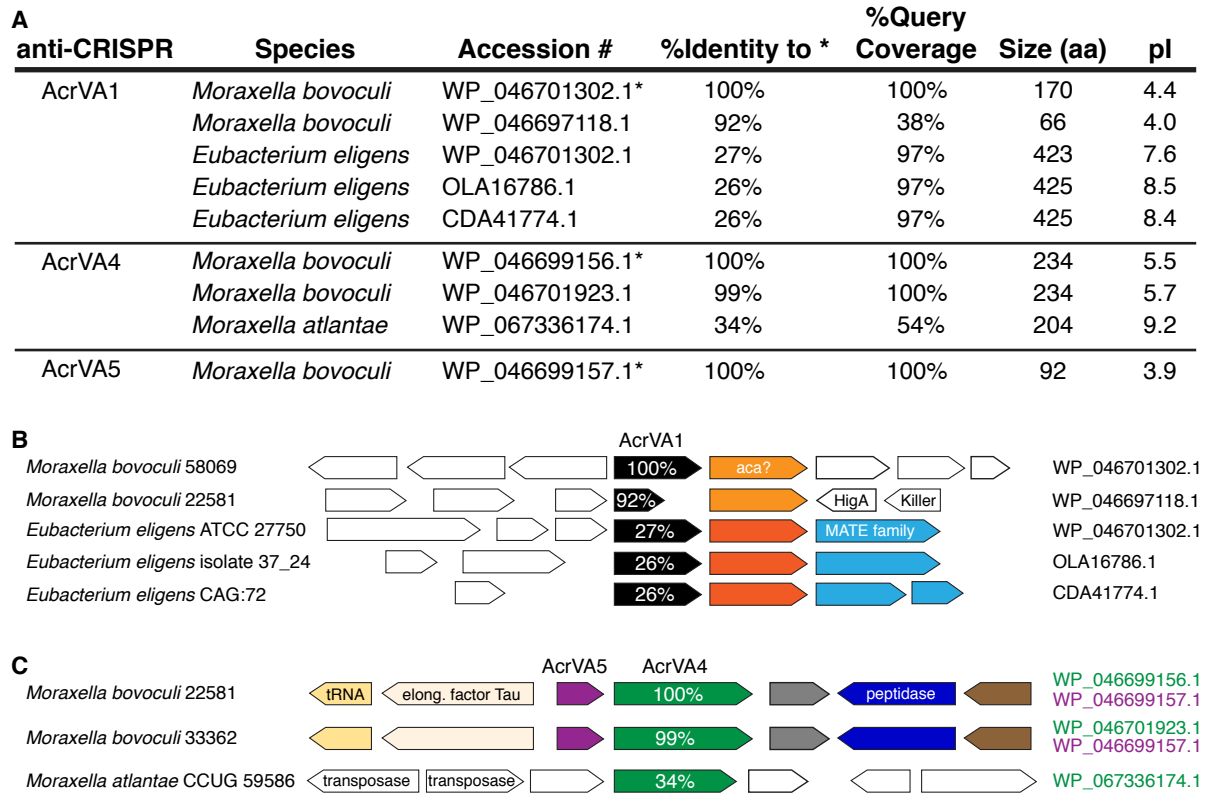 A
anti-CRISPR Species Accession # %Identity to * %Query Coverage Size (aa) pI
AcrVA1 Moraxella bovoculi WP_046701302.1* 100% 100% 170 4.4
Moraxella bovoculi WP_046697118.1 92% 38% 66 4.0
Eubacterium eligens WP_046701302.1 27% 97% 423 7.6
Eubacterium eligens OLA16786.1 26% 97% 425 8.5
Eubacterium eligens CDA41774.1 26% 97% 425 8.4
AcrVA4 Moraxella bovoculi WP_046699156.1* 100% 100% 234 5.5
Moraxella bovoculi WP_046701923.1 99% 100% 234 5.7
Moraxella atlantae WP_067336174.1 34% 54% 204 9.2
AcrVA5 Moraxella bovoculi WP_046699157.1* 100% 100% 92 3.9
B
AcrVA1
Moraxella bovoculi 58069 100% aca? WP_046701302.1
Moraxella bovoculi 22581 92% HigA Killer WP_046697118.1
Eubacterium eligens ATCC 27750 27% MATE family WP_046701302.1
Eubacterium eligens isolate 37_24 26% OLA16786.1
Eubacterium eligens CAG:72 26% CDA41774.1
C
AcrVA5 AcrVA4
Moraxella bovoculi 22581 tRNA elong. factor Tau 100% peptidase WP_046699156.1
WP_046699157.1
Moraxella bovoculi 33362 99% WP_046701923.1
WP_046699157.1
Moraxella atlantae CCUG 59586 transposase transposase 34% WP_067336174.1